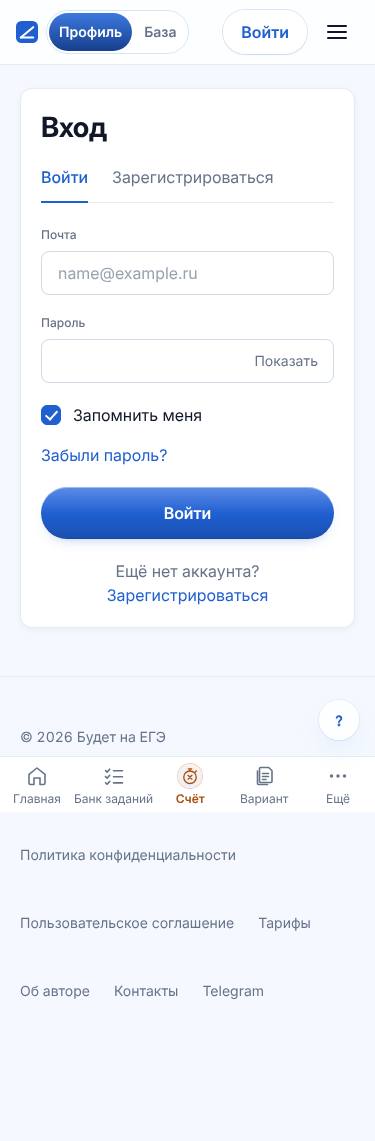 Профиль База Войти
Вход
Войти Зарегистрироваться
Почта
name@example.ru
Пароль
Показать
Запомнить меня
Забыли пароль?
Войти
Ещё нет аккаунта?
Зарегистрироваться
?
© 2026 Будет на ЕГЭ
Главная Банк заданий Счёт Вариант Ещё
Политика конфиденциальности
Пользовательское соглашение Тарифы
Об авторе Контакты Telegram